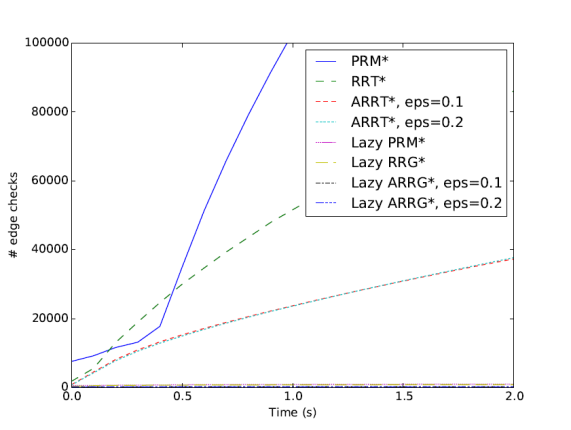 100000
80000
60000
40000
20000
0
# edge checks
PRM*
RRT*
ARRT*, eps=0.1
ARRT*, eps=0.2
Lazy PRM*
Lazy RRG*
Lazy ARRG*, eps=0.1
Lazy ARRG*, eps=0.2
0.0 0.5 1.0 1.5 2.0
Time (s)